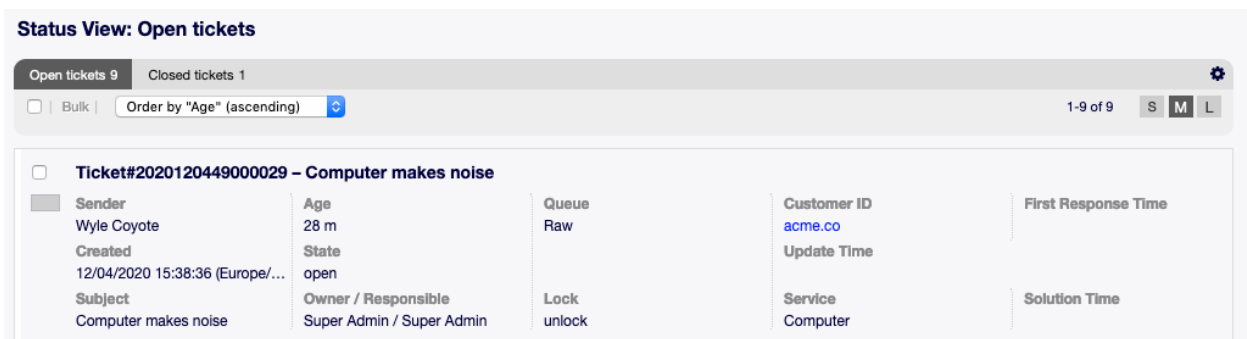 Status View: Open tickets
Open tickets 9 Closed tickets 1
Bulk | Order by "Age" (ascending) 1-9 of 9 S M L
Ticket#2020120449000029 – Computer makes noise
Sender Age Queue Customer ID First Response Time
Wyle Coyote 28 m Raw acme.co
Created State Update Time
12/04/2020 15:38:36 (Europe/... open
Subject Owner / Responsible Lock Service Solution Time
Computer makes noise Super Admin / Super Admin unlock Computer